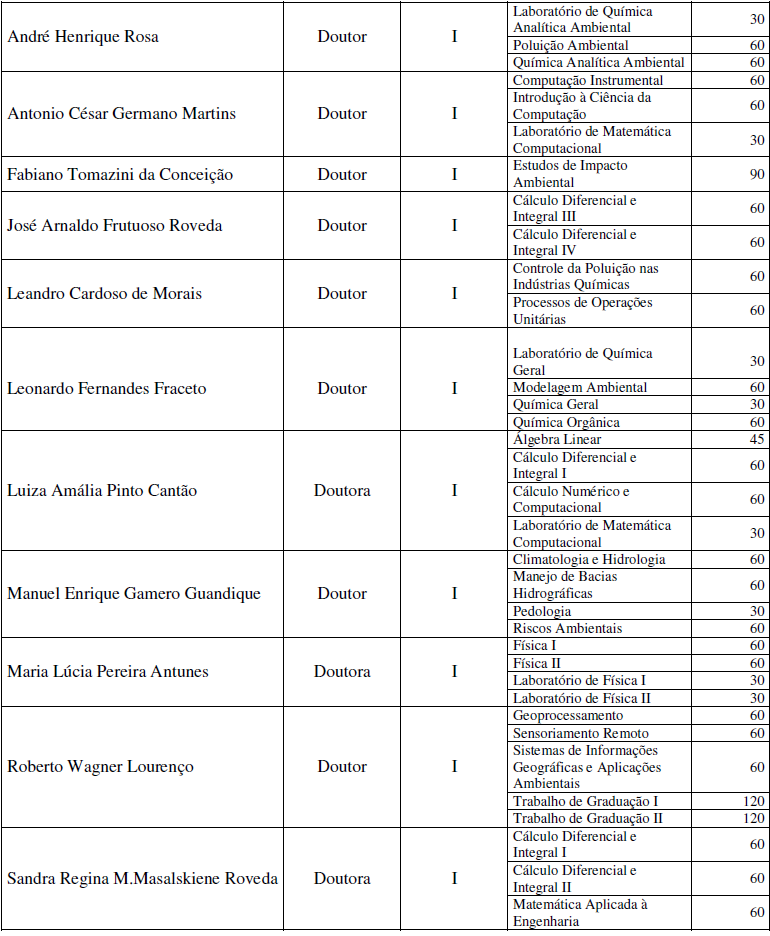 Laboratório de Química
Analítica Ambiental 30
André Henrique Rosa Doutor I
Poluição Ambiental 60
Química Analítica Ambiental 60
Computação Instrumental 60
Introdução à Ciência da
Computação 60
Antonio César Germano Martins Doutor I
Laboratório de Matemática
Computacional 30
Fabiano Tomazini da Conceição Doutor I
Estudos de Impacto
Ambiental 90
Cálculo Diferencial e
Integral III 60
José Arnaldo Frutuoso Roveda Doutor I
Cálculo Diferencial e
Integral IV 60
Controle da Poluição nas
Indústrias Químicas 60
Leandro Cardoso de Morais Doutor I
Processos de Operações
Unitárias 60
Laboratório de Química
Geral 30
Leonardo Fernandes Fraceto Doutor I
Modelagem Ambiental 60
Química Geral 30
Química Orgânica 60
Álgebra Linear 45
Cálculo Diferencial e
Integral I 60
Luiza Amália Pinto Cantão Doutora I
Cálculo Numérico e
Computacional 60
Laboratório de Matemática
Computacional 30
Climatologia e Hidrologia 60
Manejo de Bacias
Hidrográficas 60
Manuel Enrique Gamero Guandique Doutor I
Pedologia 30
Riscos Ambientais 60
Física I 60
Física II 60
Maria Lúcia Pereira Antunes Doutora I
Laboratório de Física I 30
Laboratório de Física II 30
Geoprocessamento 60
Sensoriamento Remoto 60
Sistemas de Informações
Geográficas e Aplicações
Ambientais 60
Roberto Wagner Lourenço Doutor I
Trabalho de Graduação I 120
Trabalho de Graduação II 120
Cálculo Diferencial e
Integral I 60
Sandra Regina M.Masalskiene Roveda Doutora I
Cálculo Diferencial e
Integral II 60
Matemática Aplicada à
Engenharia 60